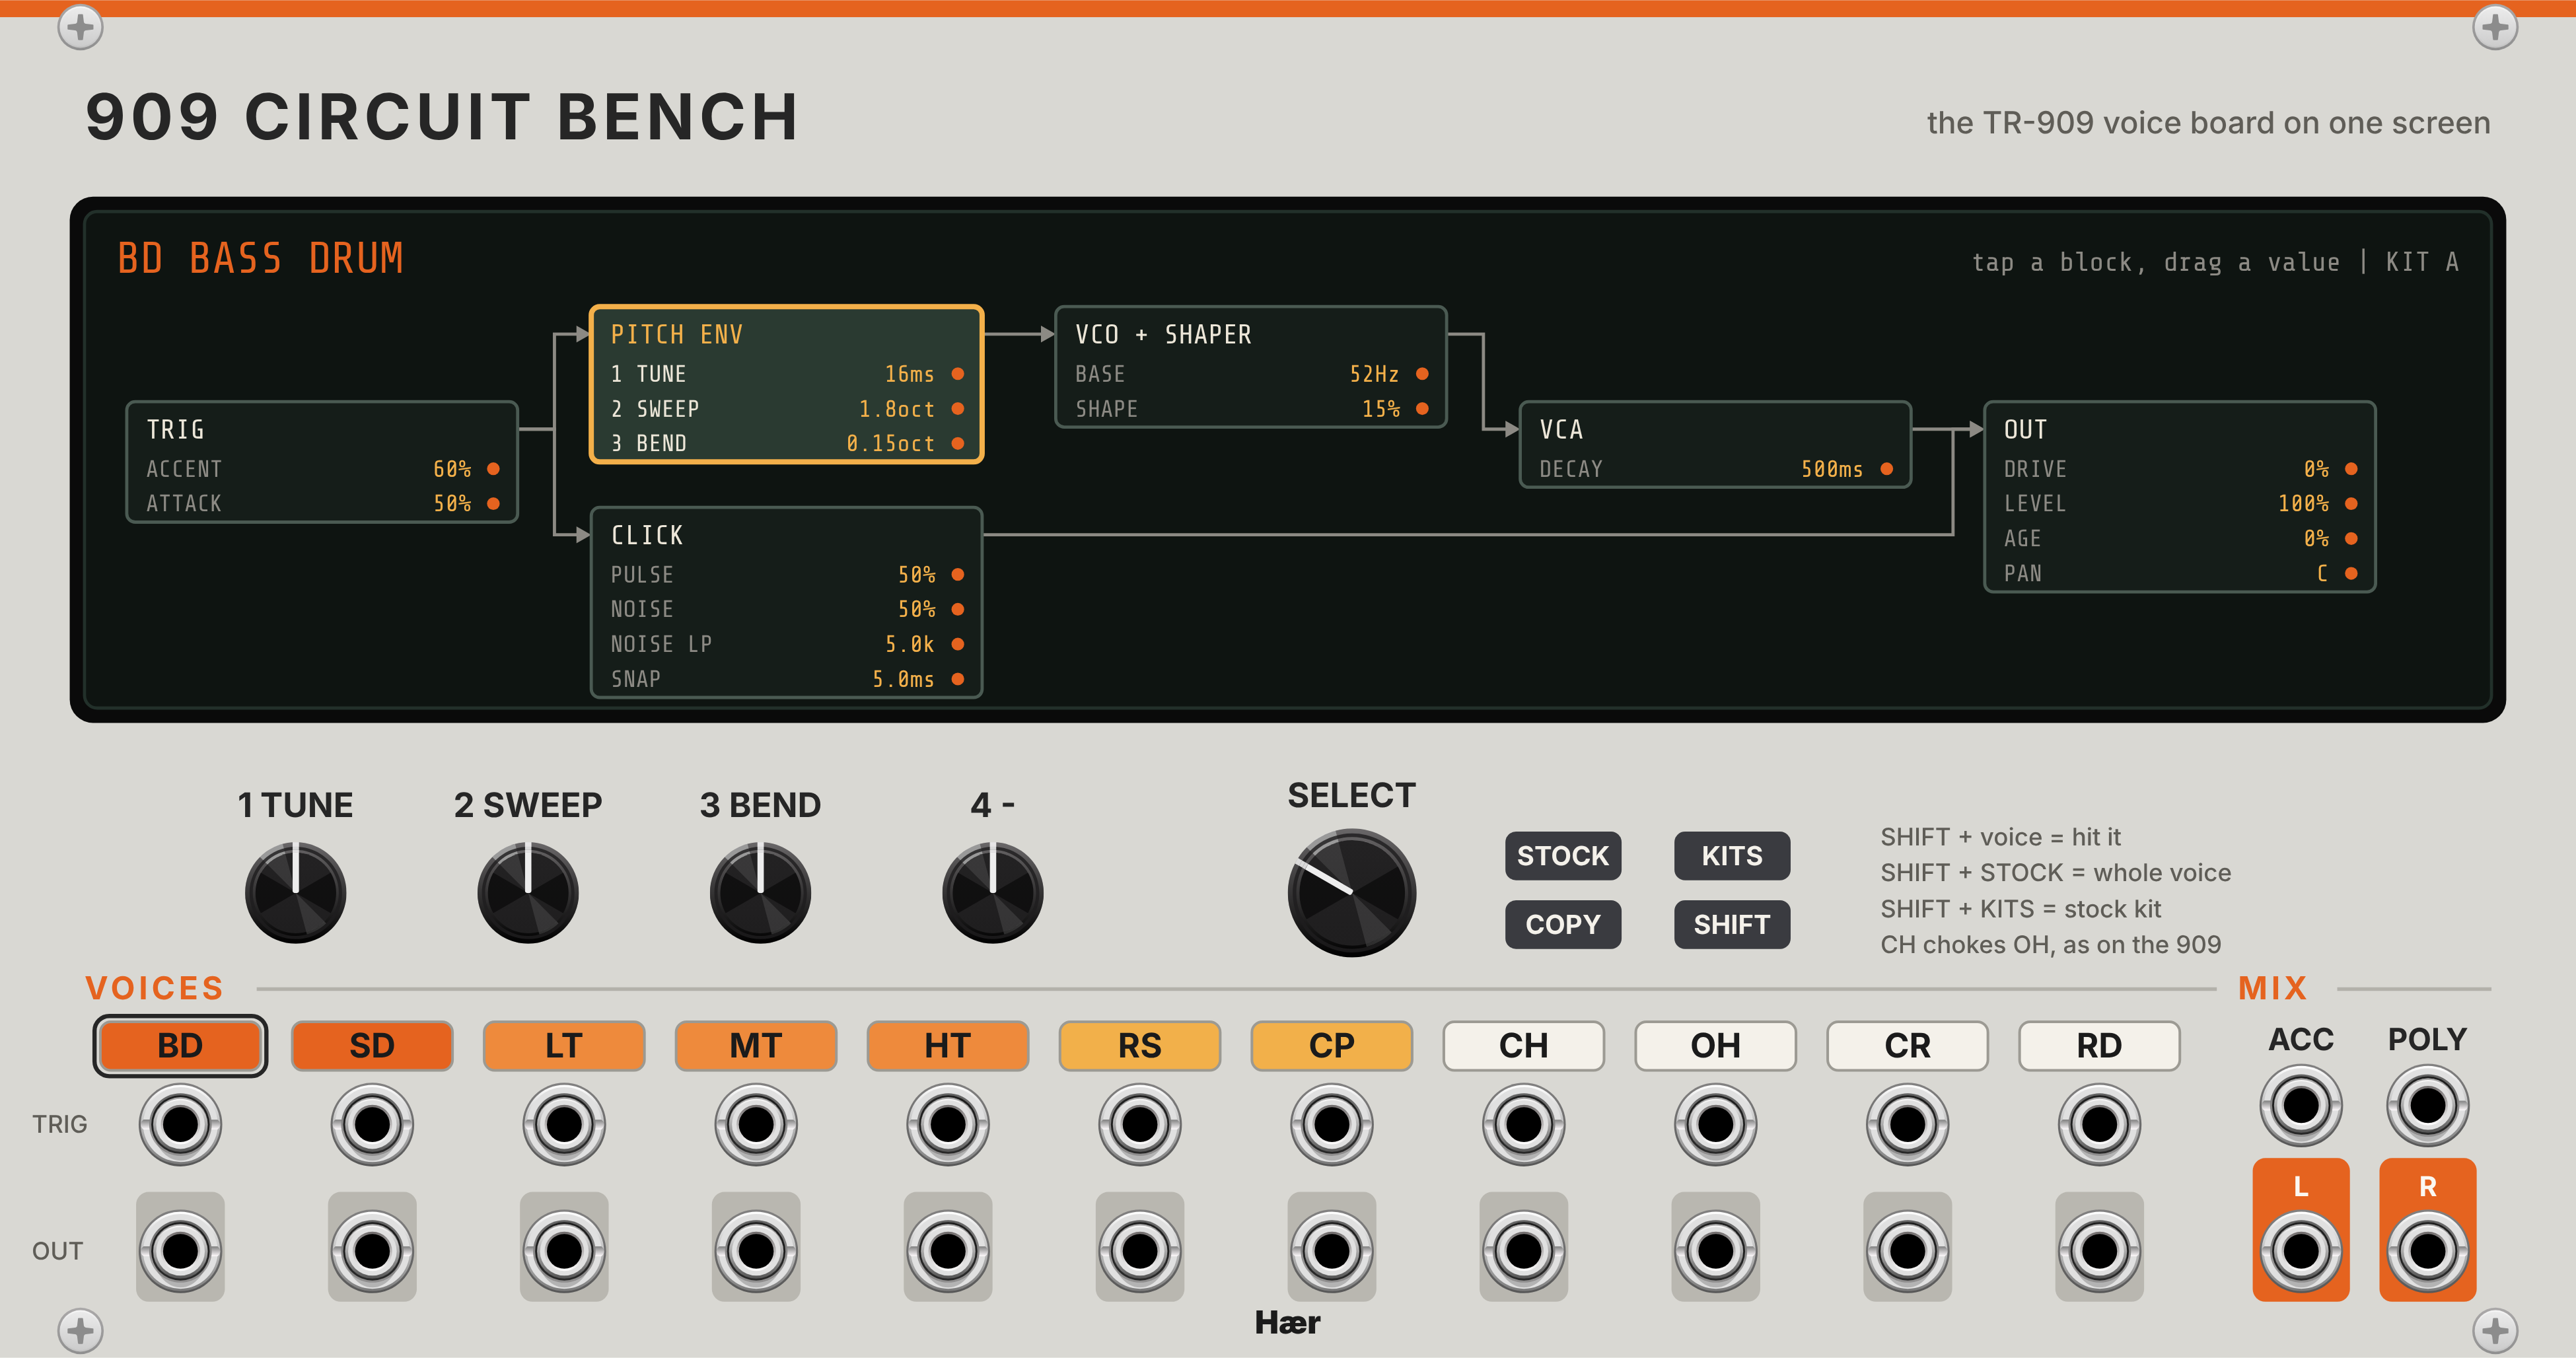 909 CIRCUIT BENCH
the TR-909 voice board on one screen
BD BASS DRUM
tap a block, drag a value | KIT A
TRIG
ACCENT 60%
ATTACK 50%
PITCH ENV
1 TUNE 16ms
2 SWEEP 1.8oct
3 BEND 0.15oct
CLICK
PULSE 50%
NOISE 50%
NOISE LP 5.0k
SNAP 5.0ms
VCO + SHAPER
BASE 52Hz
SHAPE 15%
VCA
DECAY 500ms
OUT
DRIVE 0%
LEVEL 100%
AGE 0%
PAN C
1 TUNE
2 SWEEP
3 BEND
4 -
SELECT
STOCK
KITS
COPY
SHIFT
SHIFT + voice = hit it
SHIFT + STOCK = whole voice
SHIFT + KITS = stock kit
CH chokes OH, as on the 909
VOICES
MIX
BD SD LT MT HT RS CP CH OH CR RD
ACC POLY
TRIG
L R
OUT
Hær